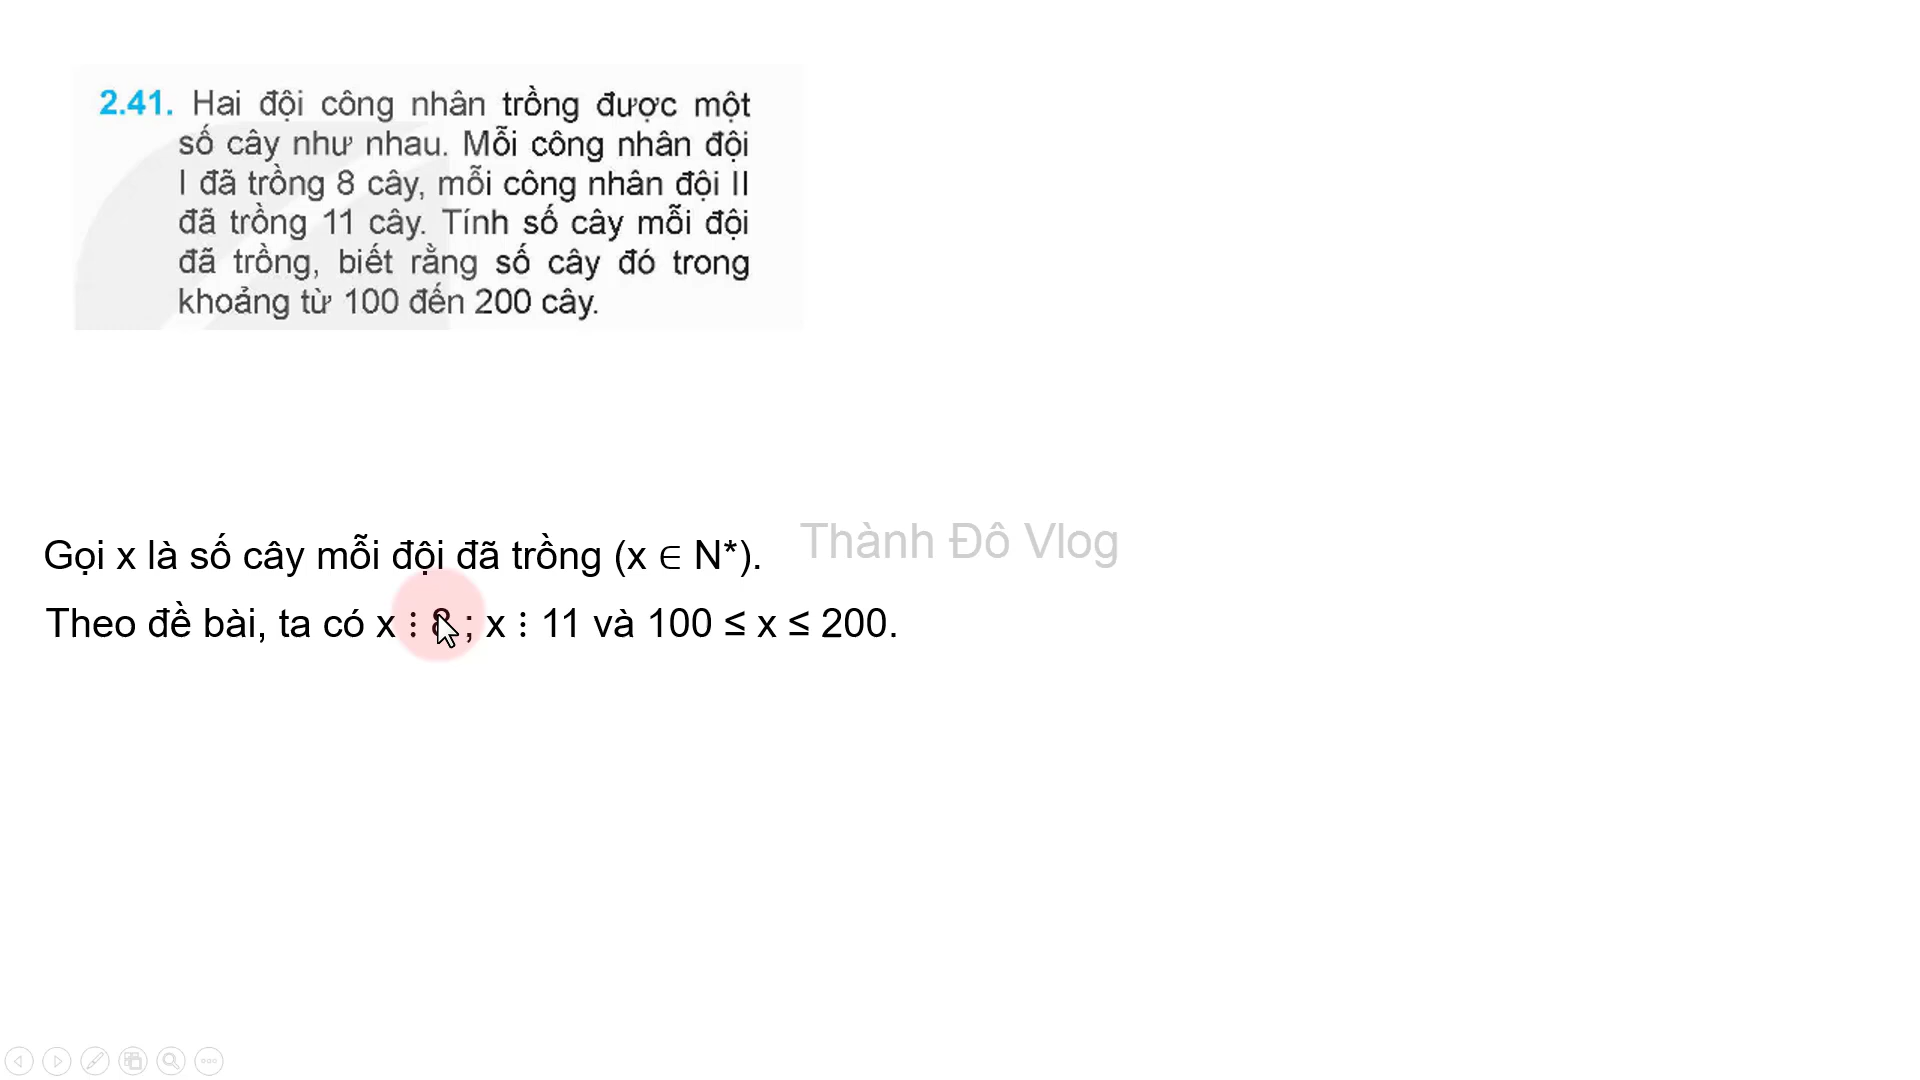 2.41. Hai đội công nhân trồng được một
số cây như nhau. Mỗi công nhân đội
I đã trồng 8 cây, mỗi công nhân đội II
đã trồng 11 cây. Tính số cây mỗi đội
đã trồng, biết rằng số cây đó trong
khoảng từ 100 đến 200 cây.
Thành Đô Vlog
Gọi x là số cây mỗi đội đã trồng (x ∈ N*).
Theo đề bài, ta có x ⋮ 8 ; x ⋮ 11 và 100 ≤ x ≤ 200.